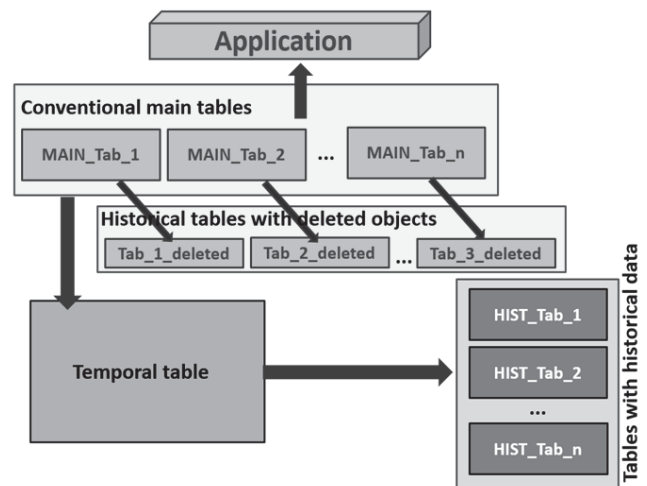 Application
Conventional main tables
MAIN_Tab_1
MAIN_Tab_2
...
MAIN_Tab_n
Historical tables with deleted objects
Tab_1_deleted
Tab_2_deleted
...
Tab_3_deleted
Temporal table
HIST_Tab_1
HIST_Tab_2
...
HIST_Tab_n
Tables with historical data